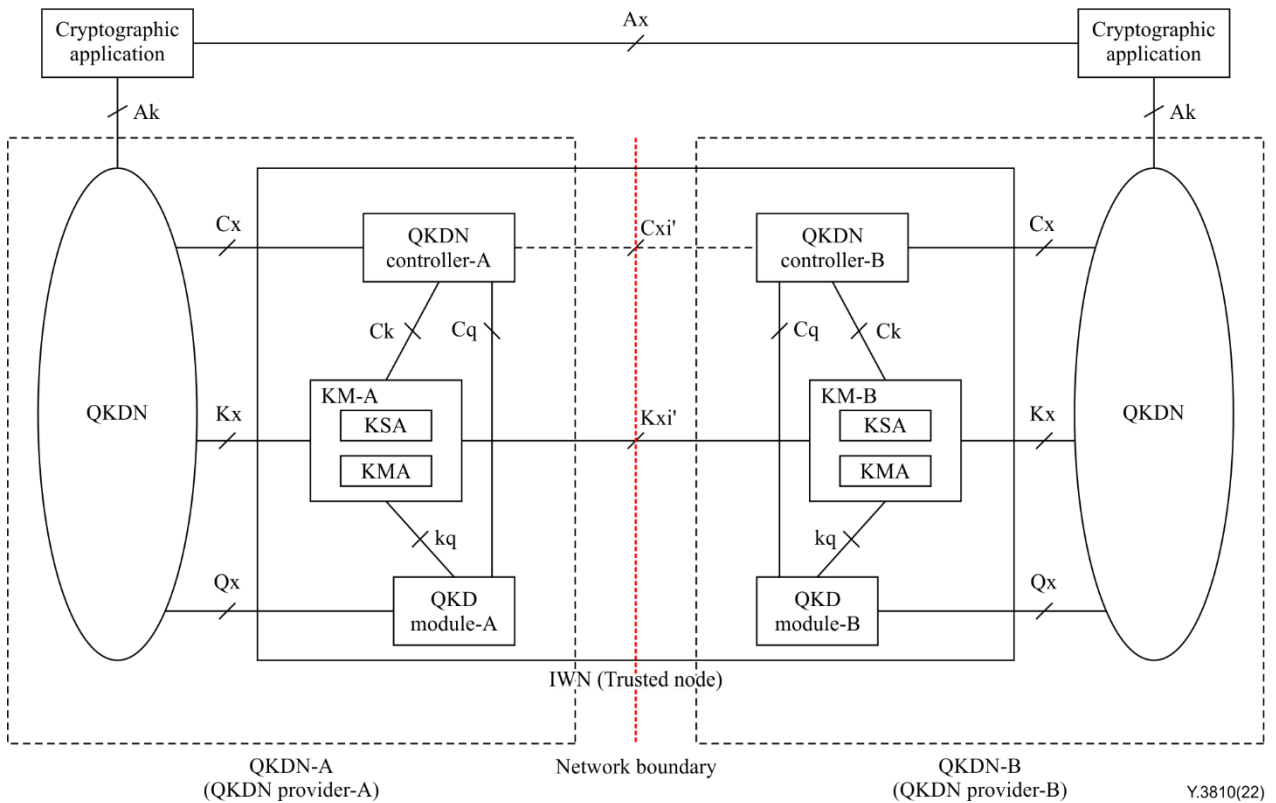 Ax
Cryptographic
application
Cryptographic
application
Ak
Ak
Cx
QKDN
controller-A
Cxi'
QKDN
controller-B
Cx
Ck
Cq
Cq
Ck
KM-A
KSA
KMA
KM-B
KSA
KMA
QKDN
Kx
Kxi'
Kx
QKDN
kq
kq
Qx
QKD
module-A
QKD
module-B
Qx
IWN (Trusted node)
QKDN-A
(QKDN provider-A)
Network boundary
QKDN-B
(QKDN provider-B)
Y.3810(22)